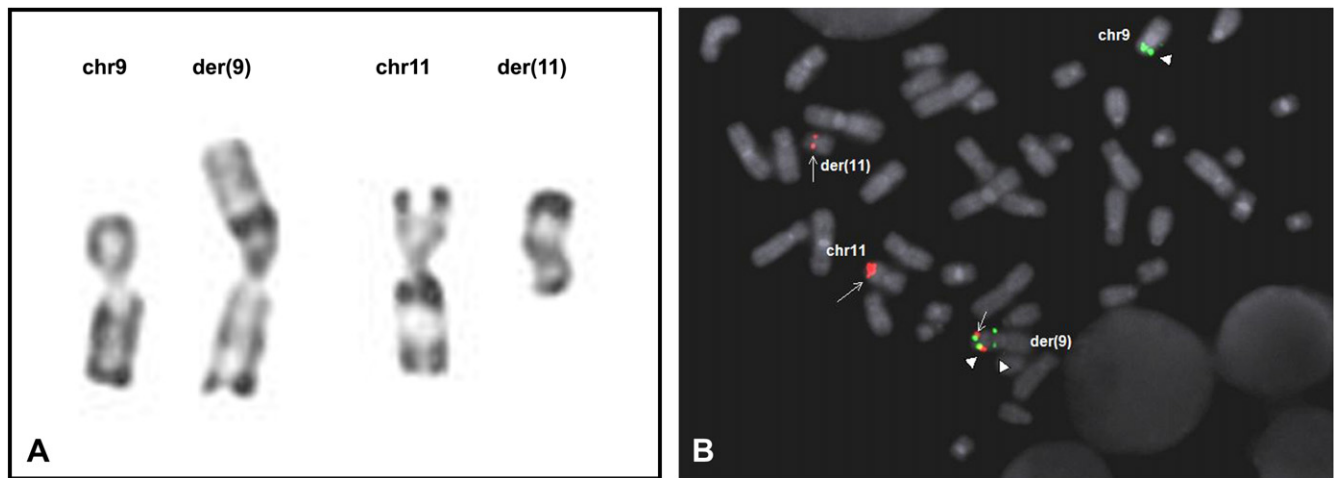 chr9 der(9) chr11 der(11)
A
chr9
der(11)
chr11
der(9)
B